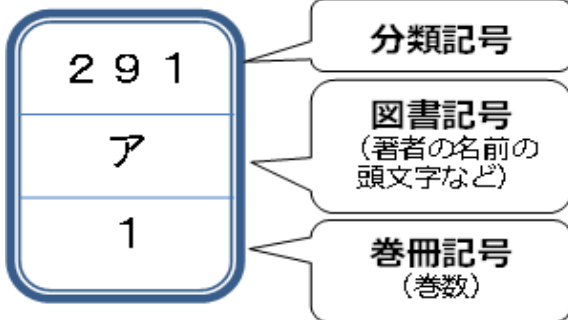 ２９１
ア
１
分類記号
図書記号
（著者の名前の
頭文字など）
巻冊記号
（巻数）